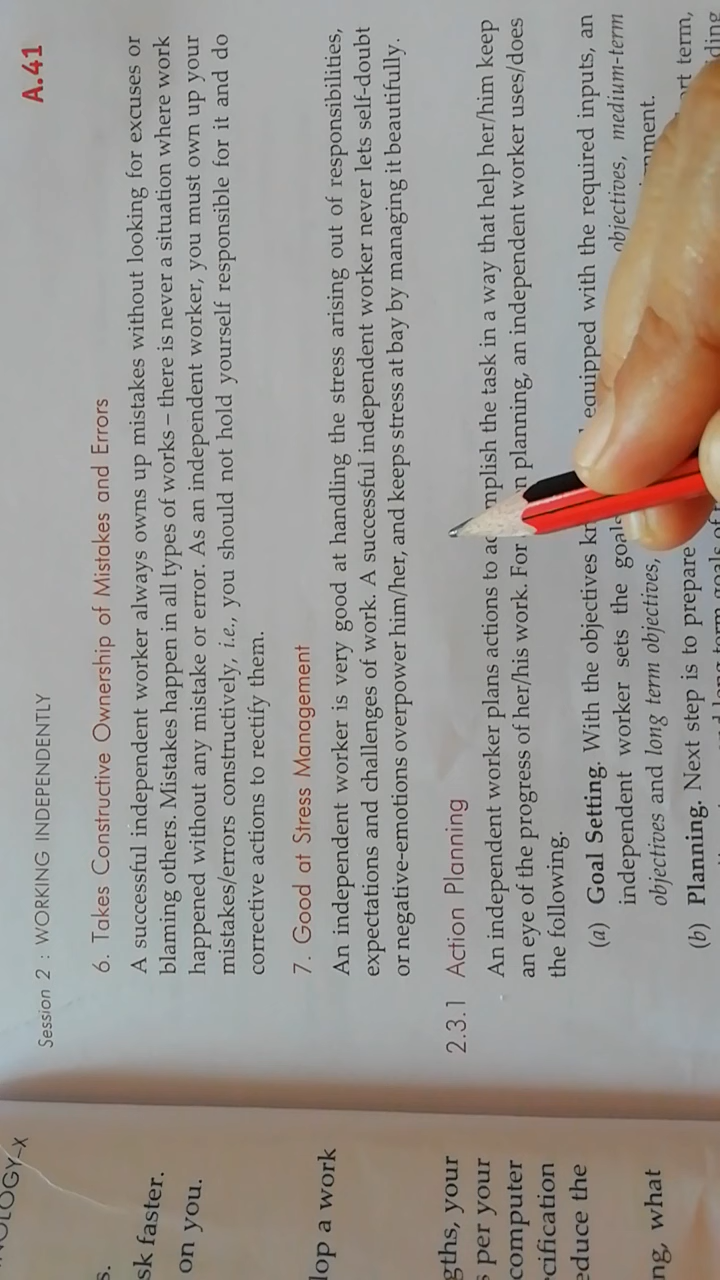 Session 2 : WORKING INDEPENDENTLY
A.41
6. Takes Constructive Ownership of Mistakes and Errors
A successful independent worker always owns up mistakes without looking for excuses or
blaming others. Mistakes happen in all types of works – there is never a situation where work
happened without any mistake or error. As an independent worker, you must own up your
mistakes/errors constructively, i.e., you should not hold yourself responsible for it and do
corrective actions to rectify them.
7. Good at Stress Management
An independent worker is very good at handling the stress arising out of responsibilities,
expectations and challenges of work. A successful independent worker never lets self-doubt
or negative-emotions overpower him/her, and keeps stress at bay by managing it beautifully.
2.3.1 Action Planning
An independent worker plans actions to accomplish the task in a way that help her/him keep
an eye of the progress of her/his work. For planning, an independent worker uses/does
the following.
(a) Goal Setting. With the objectives equipped with the required inputs, an
independent worker sets the objectives, medium-term
objectives and long term objectives,
(b) Planning. Next step is to prepare term,
sk faster.
on you.
a work
your
per your
computer
educe the
what